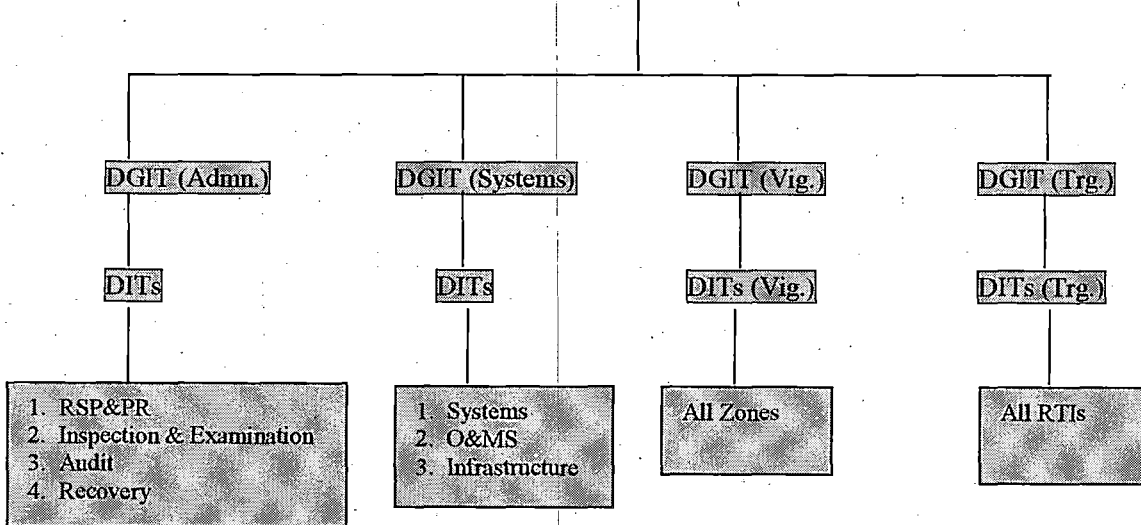 DGIT (Admn.)
DGIT (Systems)
DGIT (Vig.)
DGIT (Trg.)
DITs
DITs
DITs (Vig.)
DITs (Trg.)
1. RSP&PR
2. Inspection & Examination
3. Audit
4. Recovery
1. Systems
2. O&MS
3. Infrastructure
All Zones
All RTIs